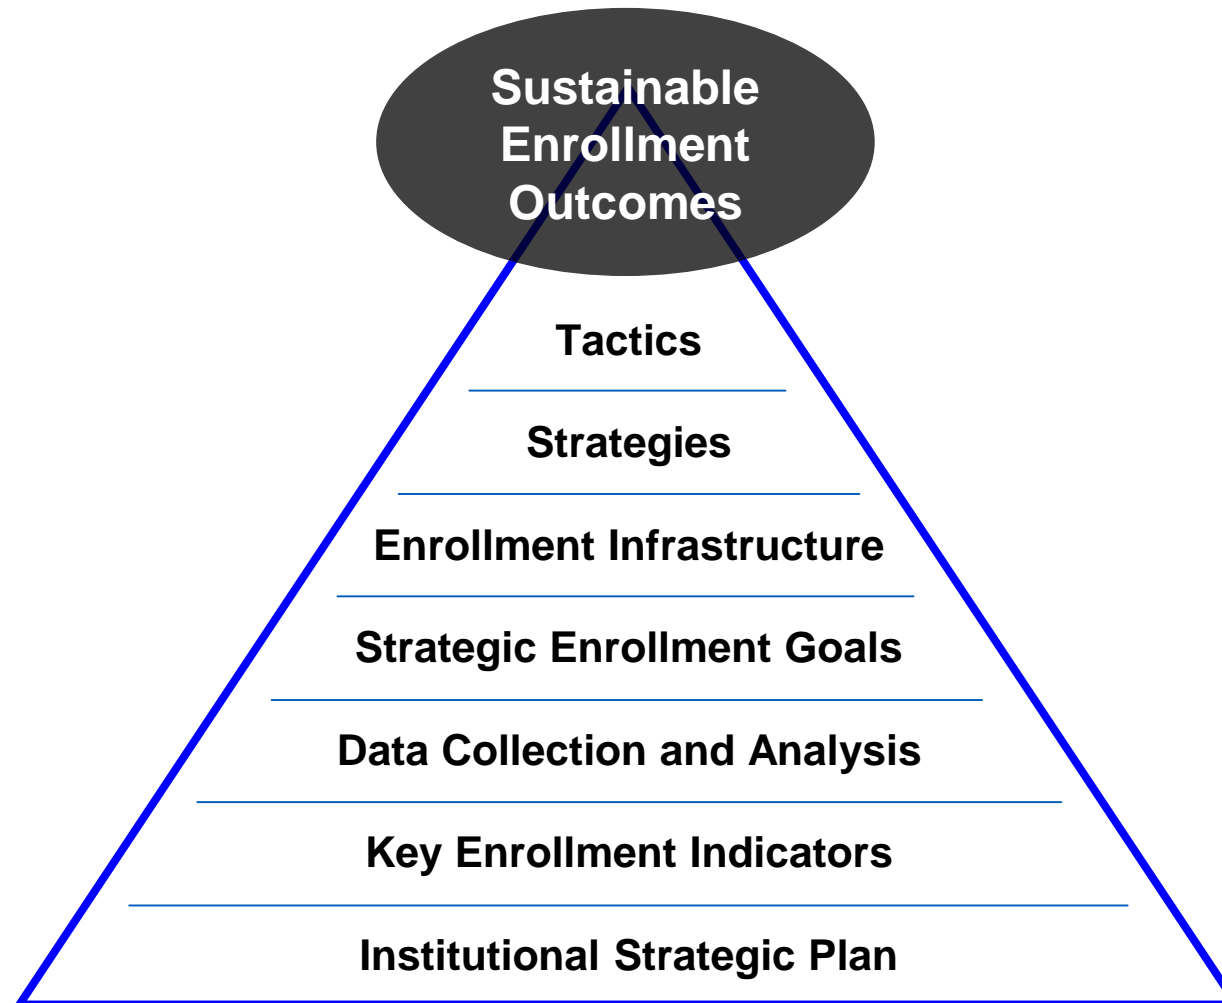 Sustainable
Enrollment
Outcomes
Tactics
Strategies
Enrollment Infrastructure
Strategic Enrollment Goals
Data Collection and Analysis
Key Enrollment Indicators
Institutional Strategic Plan